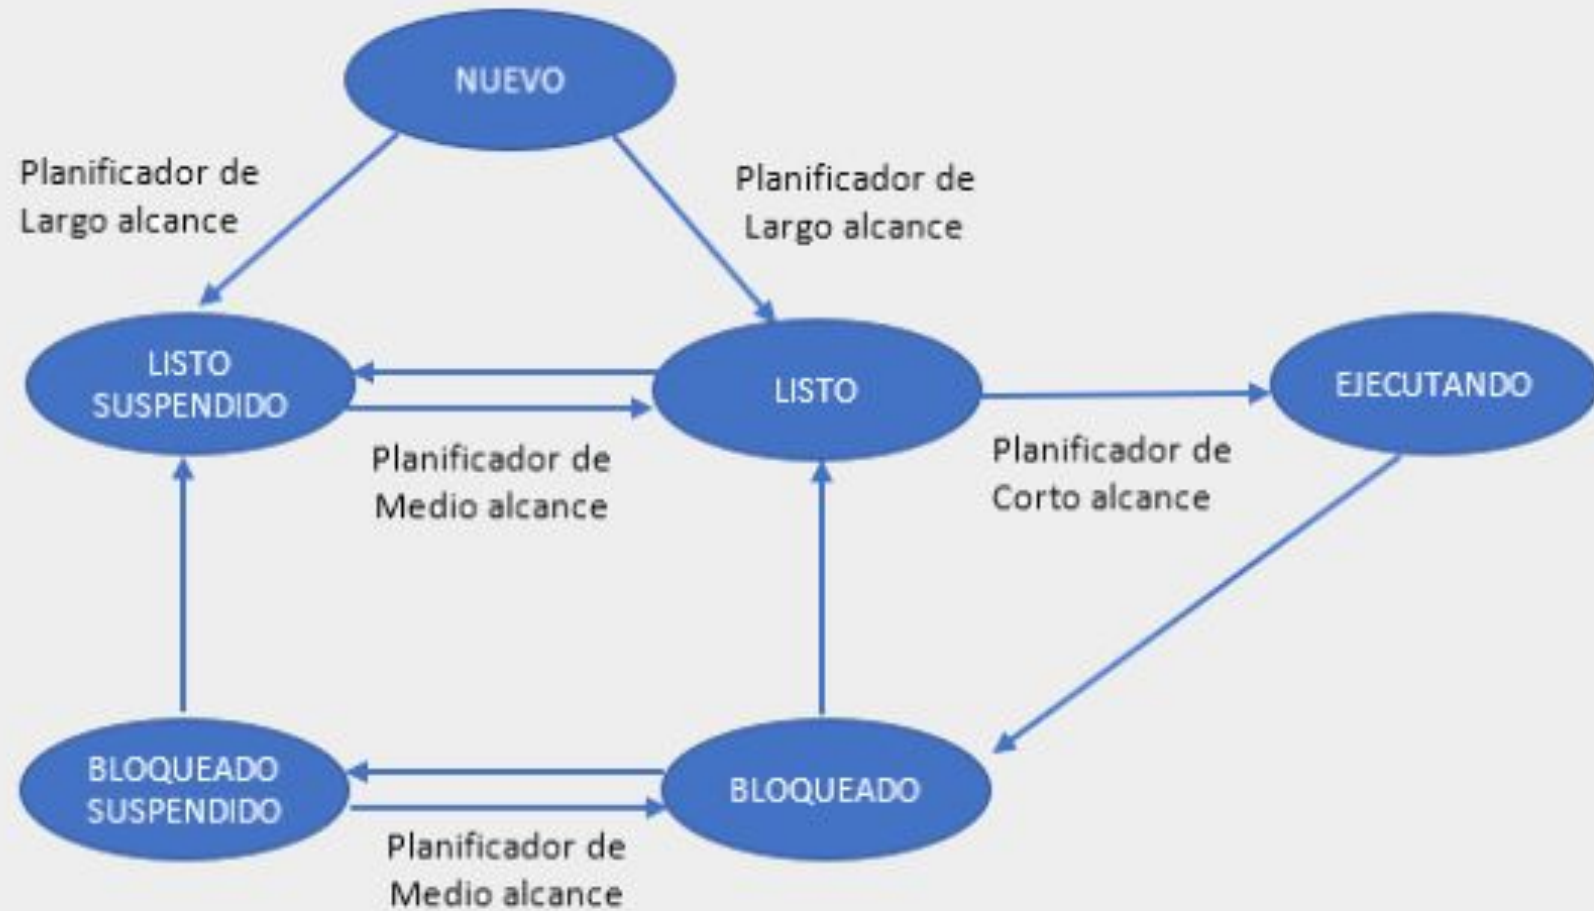 NUEVO
Planificador de
Largo alcance
Planificador de
Largo alcance
LISTO
SUSPENDIDO
LISTO
EJECUTANDO
Planificador de
Medio alcance
Planificador de
Corto alcance
BLOQUEADO
SUSPENDIDO
BLOQUEADO
Planificador de
Medio alcance